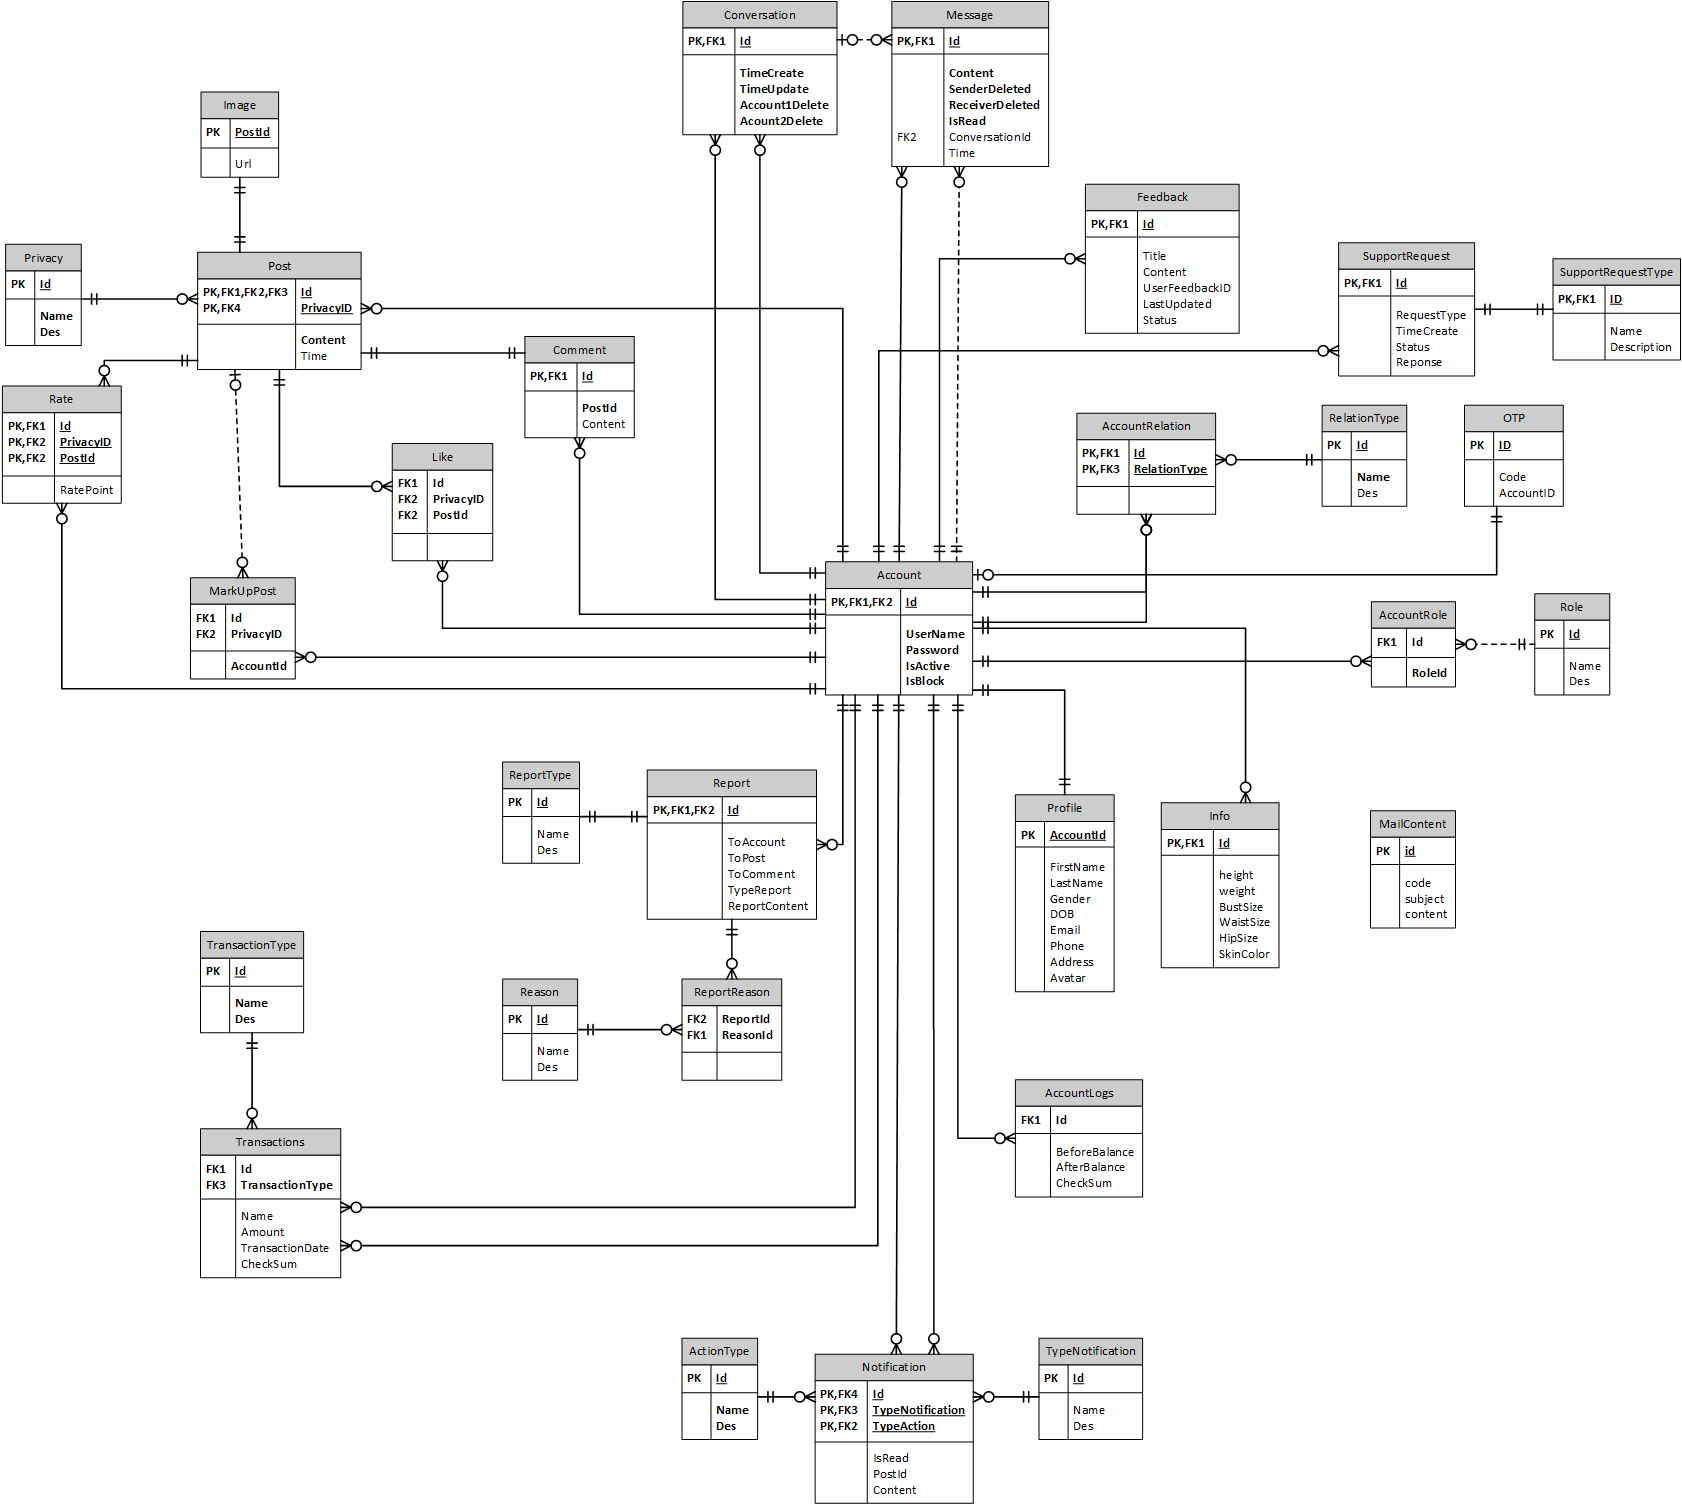 Conversation
PK,FK1 Id
TimeCreate
TimeUpdate
Account1Delete
Acount2Delete
Message
PK,FK1 Id
Content
SenderDeleted
ReceiverDeleted
IsRead
FK2 ConversationId
Time
Image
PK PostId
Url
Privacy
PK Id
Name
Des
Post
PK,FK1,FK2,FK3 Id
PK,FK4 PrivacyID
Content
Time
Feedback
PK,FK1 Id
Title
Content
UserFeedbackID
LastUpdated
Status
SupportRequest
PK,FK1 Id
RequestType
TimeCreate
Status
Reponse
SupportRequestType
PK,FK1 ID
Name
Description
Comment
PK,FK1 Id
PostId
Content
Rate
PK,FK1 Id
PK,FK2 PrivacyID
PK,FK2 PostId
RatePoint
Like
FK1 Id
FK2 PrivacyID
FK2 PostId
AccountRelation
PK,FK1 Id
PK,FK3 RelationType
RelationType
PK Id
Name
Des
OTP
PK ID
Code
AccountID
MarkUpPost
FK1 Id
FK2 PrivacyID
AccountId
Account
PK,FK1,FK2 Id
UserName
Password
IsActive
IsBlock
AccountRole
FK1 Id
RoleId
Role
PK Id
Name
Des
ReportType
PK Id
Name
Des
Report
PK,FK1,FK2 Id
ToAccount
ToPost
ToComment
TypeReport
ReportContent
Profile
PK AccountId
FirstName
LastName
Gender
DOB
Email
Phone
Address
Avatar
Info
PK,FK1 Id
height
weight
BustSize
WaistSize
HipSize
SkinColor
MailContent
PK id
code
subject
content
TransactionType
PK Id
Name
Des
Reason
PK Id
Name
Des
ReportReason
FK2 ReportId
FK1 ReasonId
AccountLogs
FK1 Id
BeforeBalance
AfterBalance
CheckSum
Transactions
FK1 Id
FK3 TransactionType
Name
Amount
TransactionDate
CheckSum
ActionType
PK Id
Name
Des
Notification
PK,FK4 Id
PK,FK3 TypeNotification
PK,FK2 TypeAction
IsRead
PostId
Content
TypeNotification
PK Id
Name
Des